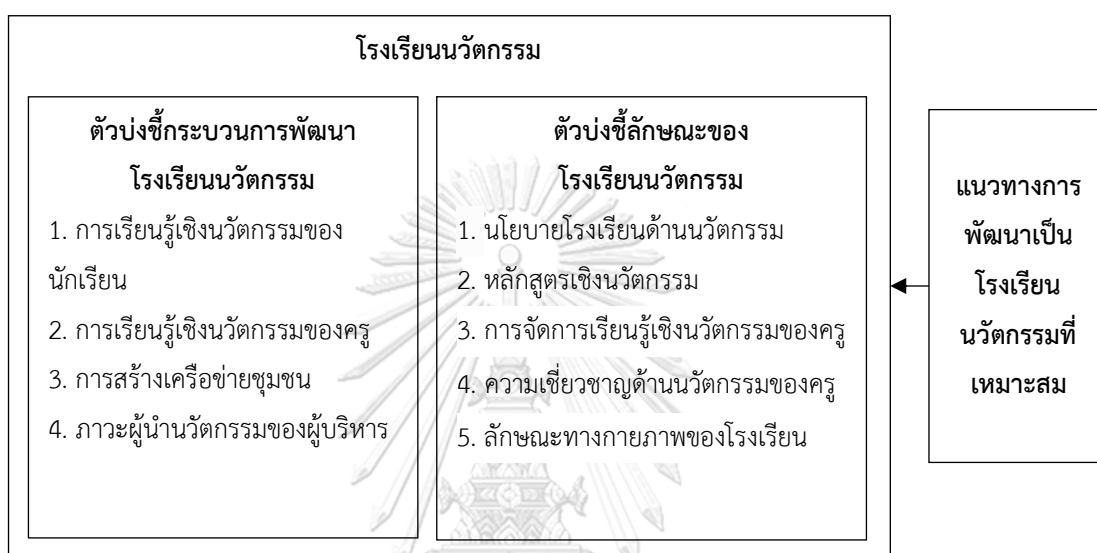 โรงเรียนนวัตกรรม
ตัวบ่งชี้กระบวนการพัฒนา
โรงเรียนนวัตกรรม
1. การเรียนรู้เชิงนวัตกรรมของ
นักเรียน
2. การเรียนรู้เชิงนวัตกรรมของครู
3. การสร้างเครือข่ายชุมชน
4. ภาวะผู้นำนวัตกรรมของผู้บริหาร
ตัวบ่งชี้ลักษณะของ
โรงเรียนนวัตกรรม
1. นโยบายโรงเรียนด้านนวัตกรรม
2. หลักสูตรเชิงนวัตกรรม
3. การจัดการเรียนรู้เชิงนวัตกรรมของครู
4. ความเชี่ยวชาญด้านนวัตกรรมของครู
5. ลักษณะทางกายภาพของโรงเรียน
แนวทางการ
พัฒนาเป็น
โรงเรียน
นวัตกรรมที่
เหมาะสม